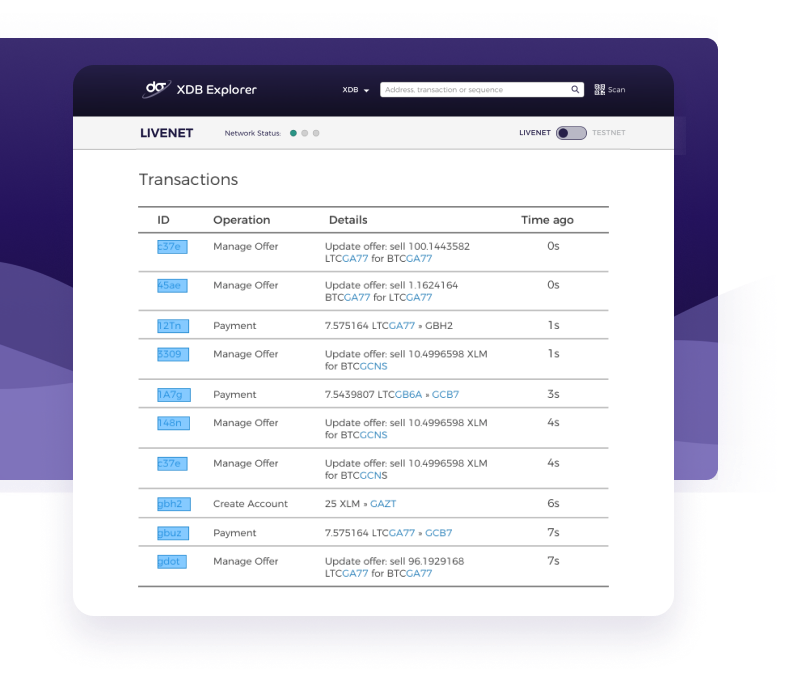 XDB Explorer
XDB
Address, transaction or sequence
Scan
LIVENET
Network Status:
LIVENET
TESTNET
Transactions
ID Operation Details Time ago
c37e Manage Offer Update offer: sell 100.1443582 0s
LTCGA77 for BTCGA77
45ae Manage Offer Update offer: sell 1.1624164 0s
BTCGA77 for LTCGA77
12Tn Payment 7.575164 LTCGA77 » GBH2 1s
3309 Manage Offer Update offer: sell 10.4996598 XLM 1s
for BTCGCNS
1A7g Payment 7.5439807 LTCGB6A » GCB7 3s
148n Manage Offer Update offer: sell 10.4996598 XLM 4s
for BTCGCNS
c37e Manage Offer Update offer: sell 10.4996598 XLM 4s
for BTCGCNS
gbh2 Create Account 25 XLM » GAZT 6s
gbuz Payment 7.575164 LTCGA77 » GCB7 7s
gdot Manage Offer Update offer: sell 96.1929168 7s
LTCGA77 for BTCGA77